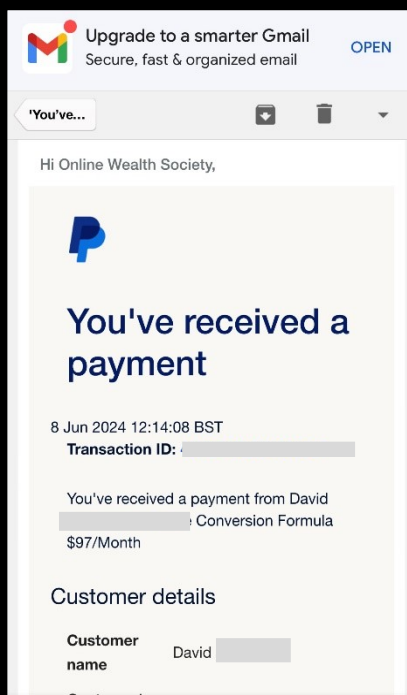 Upgrade to a smarter Gmail
Secure, fast & organized email
OPEN
'You've...
Hi Online Wealth Society,
You've received a
payment
8 Jun 2024 12:14:08 BST
Transaction ID:
You've received a payment from David
Conversion Formula
$97/Month
Customer details
Customer
name
David